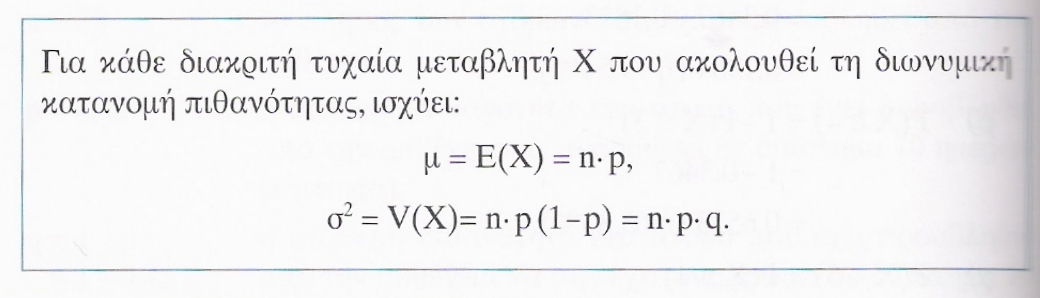 Για κάθε διακριτή τυχαία μεταβλητή Χ που ακολουθεί τη διωνυμική
κατανομή πιθανότητας, ισχύει:
μ = E(X) = n·p,
σ² = V(X)= n·p (1−p) = n·p·q.